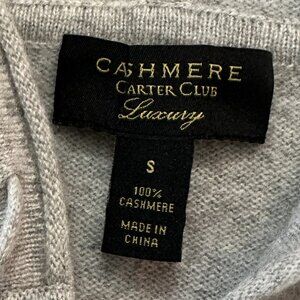 CASHMERE
CARTER CLUB
Luxury
S
100%
CASHMERE
MADE IN
CHINA